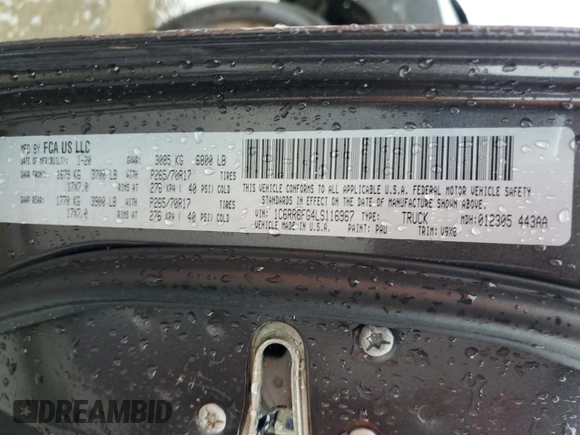 MFD BY FCA US LLC
DATE OF MFR(BUILT): 1-20 GVWR: 3085 KG 6800 LB
GAWR FRONT: 1679 KG 3700 LB P265/70R17 TIRES
17X7.0 RIMS AT 276 KPA ( 40 PSI) COLD
GAWR REAR: 1770 KG 3900 LB P265/70R17 TIRES
17X7.0 RIMS AT 276 KPA ( 40 PSI) COLD
THIS VEHICLE CONFORMS TO ALL APPLICABLE U.S.A. FEDERAL MOTOR VEHICLE SAFETY
STANDARDS IN EFFECT ON THE DATE OF MANUFACTURE SHOWN ABOVE.
VIN: 1C6RR6FG4LS116967 TYPE: TRUCK MDH: 012305 443AA
VEHICLE MADE IN U.S.A. PAINT: PAU TRIM: V9X8
DREAMBID